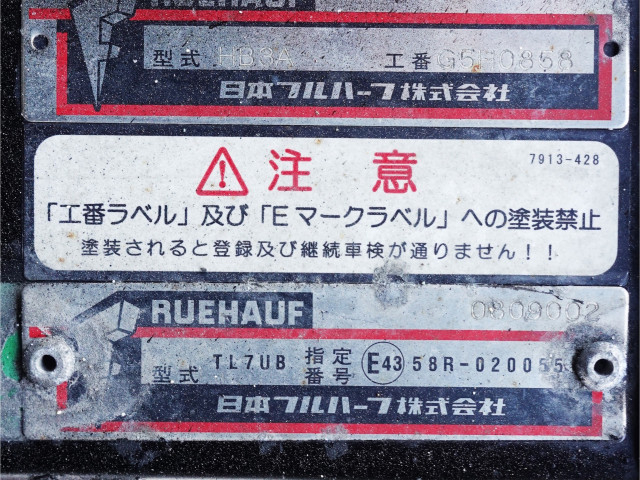 RUEHAUF
型式 HB3A 工番 G5H0858
日本フルハーフ株式会社
注意 7913-428
「工番ラベル」及び「Eマークラベル」への塗装禁止
塗装されると登録及び継続車検が通りません!!
RUEHAUF 0809002
型式 TL7UB 指定番号 E43 58R-020055
日本フルハーフ株式会社